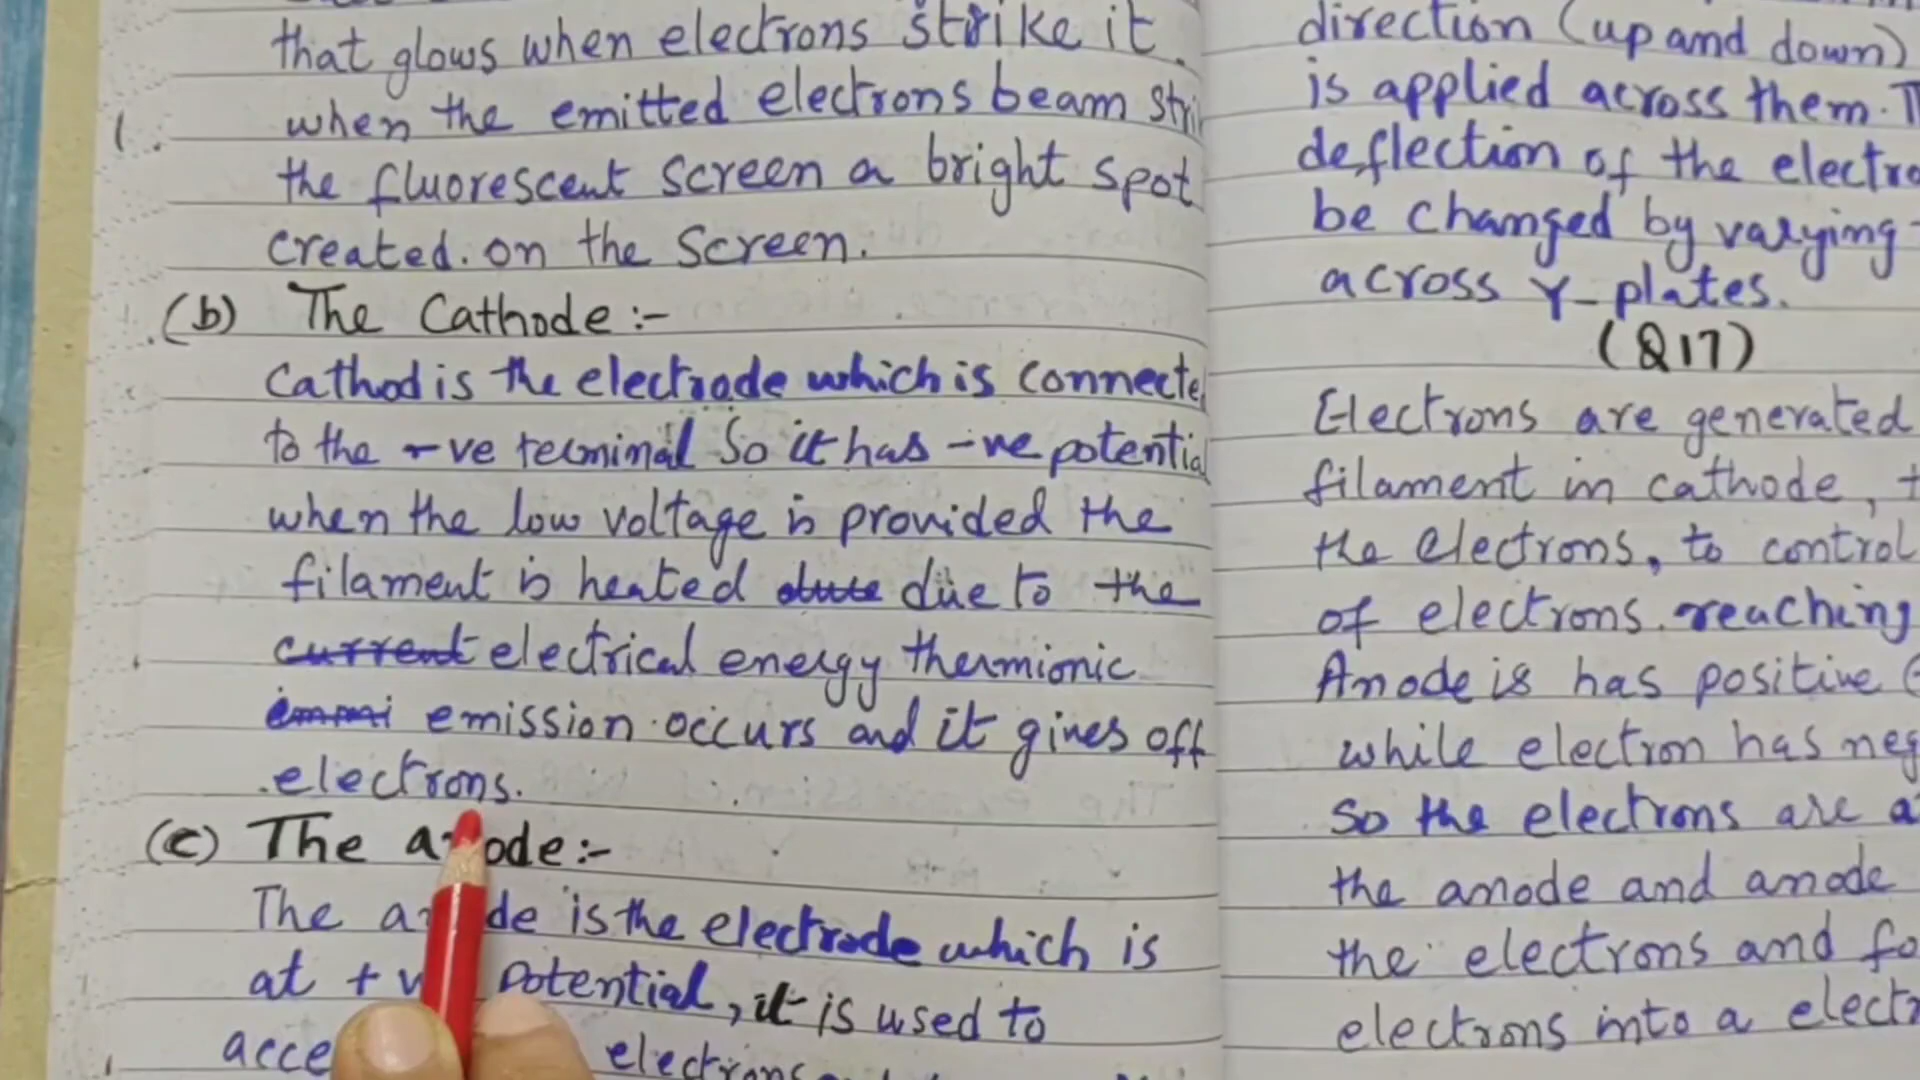 that glows when electrons strike it.
when the emitted electrons beam stri
the fluorescent screen a bright spot
created. on the screen.
(b) The Cathode:-
Cathod is the electrode which is connecte
to the -ve terminal So it has -ve potential
when the low voltage is provided the
filament is heated due to the
current electrical energy thermionic
immi emission occurs and it gives off
electrons.
(c) The a ode:-
The a de is the electrode which is
at +v potential, it is used to
acce electrons
direction (up and down)
is applied across them. T
deflection of the electro
be changed by varying
across Y-plates.
(Q17)
Electrons are generated
filament in cathode, t
the electrons, to control
of electrons reaching
Anode is has positive (
while electron has neg
so the electrons are a
the anode and anode
the electrons and fo
electrons into a electr